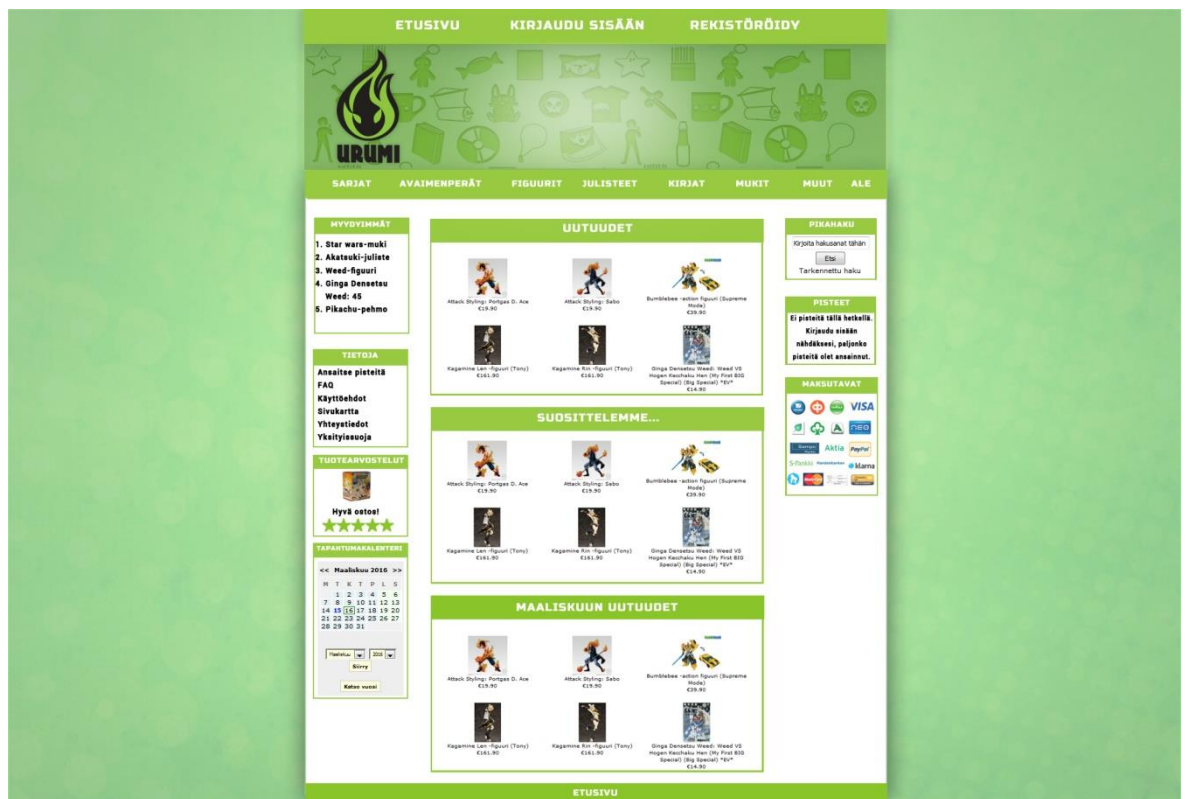 ETUSIVU KIRJAUDU SISÄÄN REKISTÖRÖIDY
URUMI
SARJAT AVAIMENPERÄT FIGUURIT JULISTEET KIRJAT MUKIT MUUT ALE
MYYDYIMMÄT
1. Star wars-muki
2. Akatsuki-juliste
3. Weed-figuuri
4. Ginga Densetsu
Weed: 45
5. Pikachu-pehmo
TIETOJA
Ansaitse pisteitä
FAQ
Käyttöehdot
Sivukartta
Yhteystiedot
Yksityissuoja
TUOTEARVOSTELUT
Hyvä ostos!
TAPAHTUMAKALENTERI
<< Maaliskuu 2016 >>
M T K T P L S
1 2 3 4 5 6
7 8 9 10 11 12 13
14 15 16 17 18 19 20
21 22 23 24 25 26 27
28 29 30 31
Maaliskuu 2016
Siirry
Katso vuosi
UUTUUDET
Attack Styling: Portgas D. Ace
€19.90
Attack Styling: Sabo
€19.90
Bumblebee -action figuuri (Supreme
Mode)
€39.90
Kagamine Len -figuuri (Tony)
€161.90
Kagamine Rin -figuuri (Tony)
€161.90
Ginga Densetsu Weed: Weed VS
Hogen Kesshaku Hen (My First BIG
Special) (Big Special) *EV*
€14.90
SUOSITTELEMME...
Attack Styling: Portgas D. Ace
€19.90
Attack Styling: Sabo
€19.90
Bumblebee -action figuuri (Supreme
Mode)
€39.90
Kagamine Len -figuuri (Tony)
€161.90
Kagamine Rin -figuuri (Tony)
€161.90
Ginga Densetsu Weed: Weed VS
Hogen Kesshaku Hen (My First BIG
Special) (Big Special) *EV*
€14.90
MAALISKUUN UUTUUDET
Attack Styling: Portgas D. Ace
€19.90
Attack Styling: Sabo
€19.90
Bumblebee -action figuuri (Supreme
Mode)
€39.90
Kagamine Len -figuuri (Tony)
€161.90
Kagamine Rin -figuuri (Tony)
€161.90
Ginga Densetsu Weed: Weed VS
Hogen Kesshaku Hen (My First BIG
Special) (Big Special) *EV*
€14.90
PIKAHAKU
Kirjoita hakusanat tähän
Etsi
Tarkennettu haku
PISTEET
Ei pisteitä tällä hetkellä.
Kirjaudu sisään
nähdäksesi, paljonko
pisteitä olet ansainnut.
MAKSUTAVAT
VISA
neo
Sampo
Aktia PayPal
S-Pankki Handelsbanken klarna
MasterCard
ETUSIVU